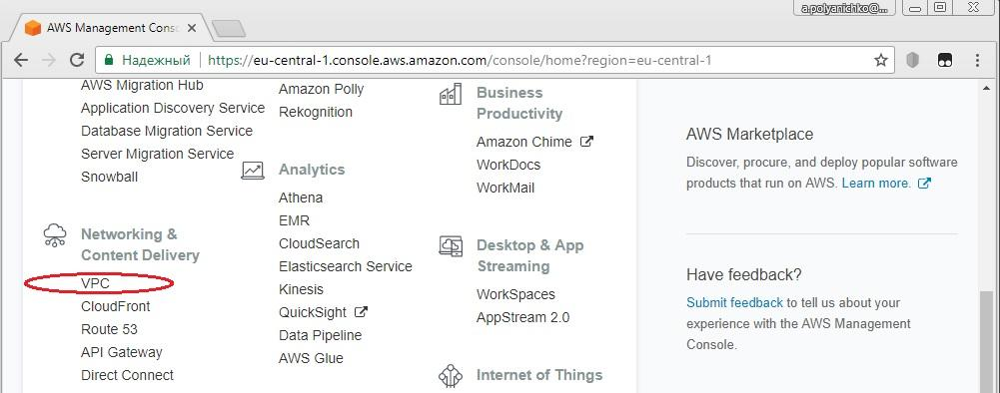 a.polyanichko@...
AWS Management Consc
Надежный
https://eu-central-1.console.aws.amazon.com/console/home?region=eu-central-1
AWS Migration Hub
Application Discovery Service
Database Migration Service
Server Migration Service
Snowball
Networking &
Content Delivery
VPC
CloudFront
Route 53
API Gateway
Direct Connect
Amazon Polly
Rekognition
Analytics
Athena
EMR
CloudSearch
Elasticsearch Service
Kinesis
QuickSight
Data Pipeline
AWS Glue
Business
Productivity
Amazon Chime
WorkDocs
WorkMail
Desktop & App
Streaming
WorkSpaces
AppStream 2.0
Internet of Things
AWS Marketplace
Discover, procure, and deploy popular software
products that run on AWS. Learn more.
Have feedback?
Submit feedback to tell us about your
experience with the AWS Management
Console.